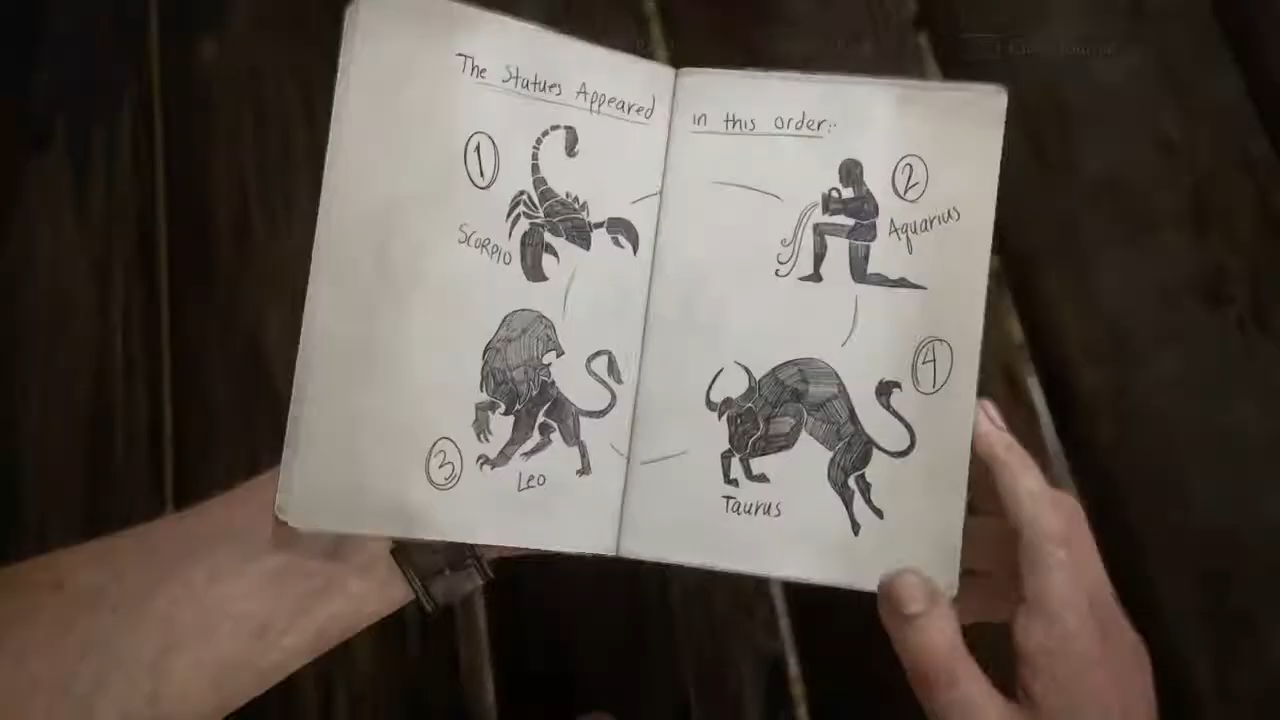 The Statues Appeared in this order:
1
SCORPIO
2
Aquarius
3
Leo
4
Taurus